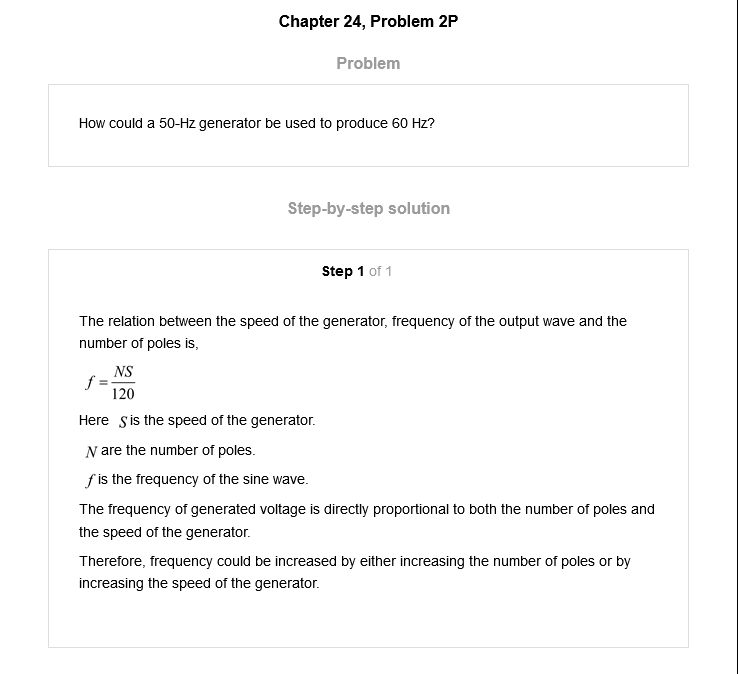 Chapter 24, Problem 2P
Problem
How could a 50-Hz generator be used to produce 60 Hz?
Step-by-step solution
Step 1 of 1
The relation between the speed of the generator, frequency of the output wave and the
number of poles is,
f = NS/120
Here S is the speed of the generator.
N are the number of poles.
f is the frequency of the sine wave.
The frequency of generated voltage is directly proportional to both the number of poles and
the speed of the generator.
Therefore, frequency could be increased by either increasing the number of poles or by
increasing the speed of the generator.